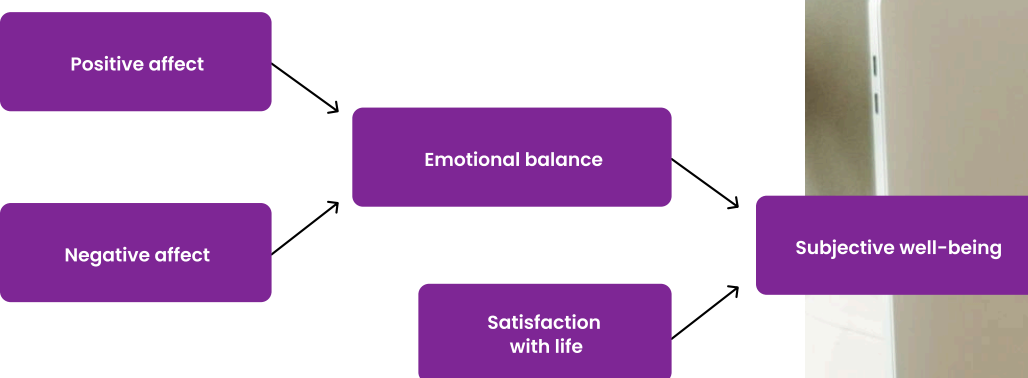 Positive affect
Emotional balance
Negative affect
Subjective well-being
Satisfaction
with life